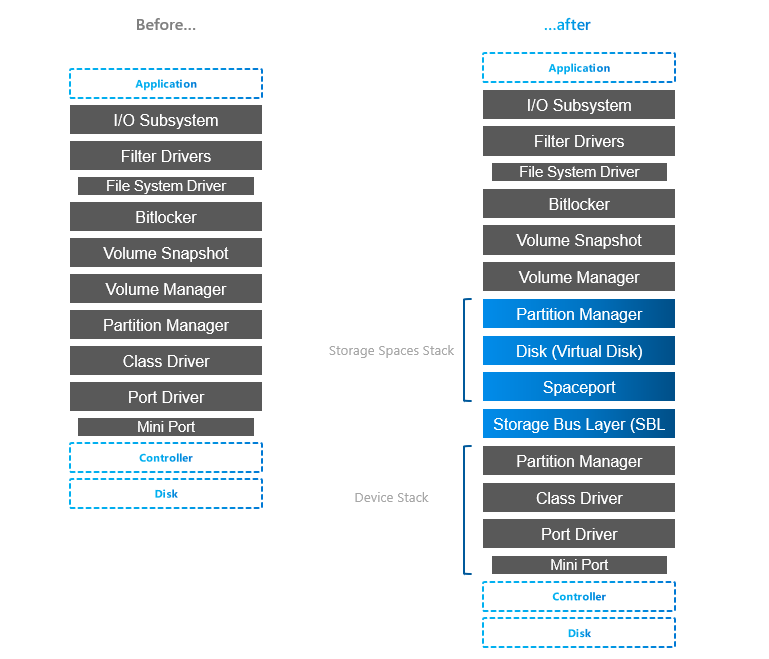 Before...
Application
I/O Subsystem
Filter Drivers
File System Driver
Bitlocker
Volume Snapshot
Volume Manager
Partition Manager
Class Driver
Port Driver
Mini Port
Controller
Disk
...after
Application
I/O Subsystem
Filter Drivers
File System Driver
Bitlocker
Volume Snapshot
Volume Manager
Storage Spaces Stack
Partition Manager
Disk (Virtual Disk)
Spaceport
Storage Bus Layer (SBL
Device Stack
Partition Manager
Class Driver
Port Driver
Mini Port
Controller
Disk